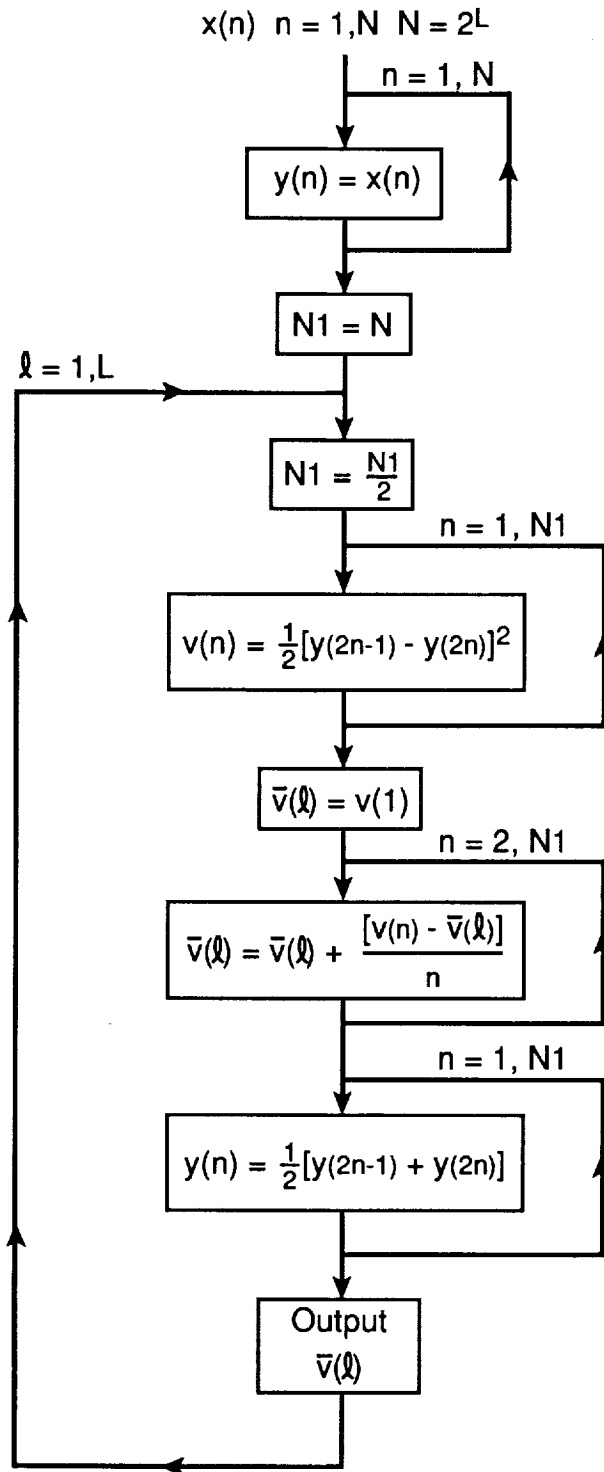 x(n) n = 1,N N = 2^L
n = 1, N
y(n) = x(n)
N1 = N
ℓ = 1,L
N1 = N1/2
n = 1, N1
v(n) = 1/2[y(2n-1) - y(2n)]²
v̅(ℓ) = v(1)
n = 2, N1
v̅(ℓ) = v̅(ℓ) + [v(n) - v̅(ℓ)]/n
n = 1, N1
y(n) = 1/2[y(2n-1) + y(2n)]
Output
v̅(ℓ)